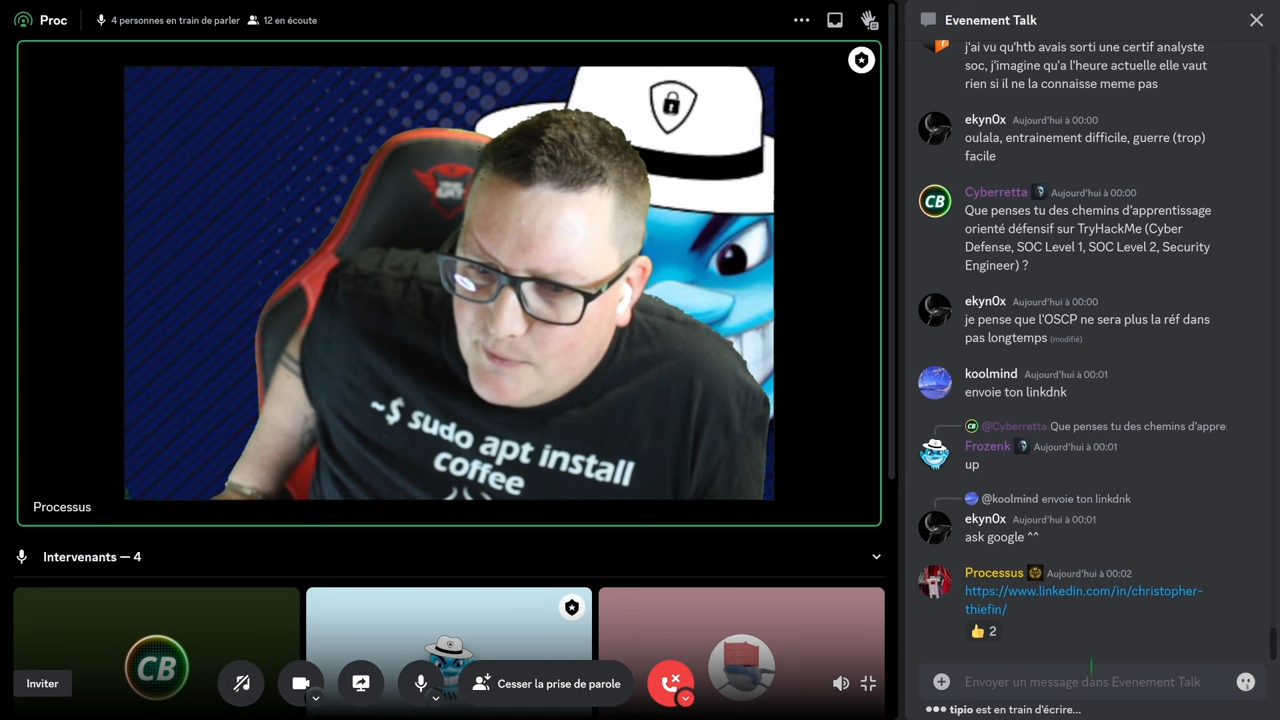 Proc
4 personnes en train de parler
12 en écoute
Evenement Talk
j'ai vu qu'htb avais sorti une certif analyste
soc, j'imagine qu'a l'heure actuelle elle vaut
rien si il ne la connaisse meme pas
ekyn0x Aujourd'hui à 00:00
oulala, entrainement difficile, guerre (trop)
facile
CB
Cyberretta Aujourd'hui à 00:00
Que penses tu des chemins d'apprentissage
orienté défensif sur TryHackMe (Cyber
Defense, SOC Level 1, SOC Level 2, Security
Engineer) ?
ekyn0x Aujourd'hui à 00:00
je pense que l'OSCP ne sera plus la réf dans
pas longtemps (modifié)
koolmind Aujourd'hui à 00:01
envoie ton linkdnk
CB @Cyberretta Que penses tu des chemins d'appre
Frozenk Aujourd'hui à 00:01
up
@koolmind envoie ton linkdnk
ekyn0x Aujourd'hui à 00:01
ask google ^^
Processus Aujourd'hui à 00:02
https://www.linkedin.com/in/christopher-
thiefin/
👍 2
Envoyer un message dans Evenement Talk
tipio est en train d'écrire...
~$ sudo apt install
coffee
Processus
Intervenants — 4
CB
Inviter
Cesser la prise de parole